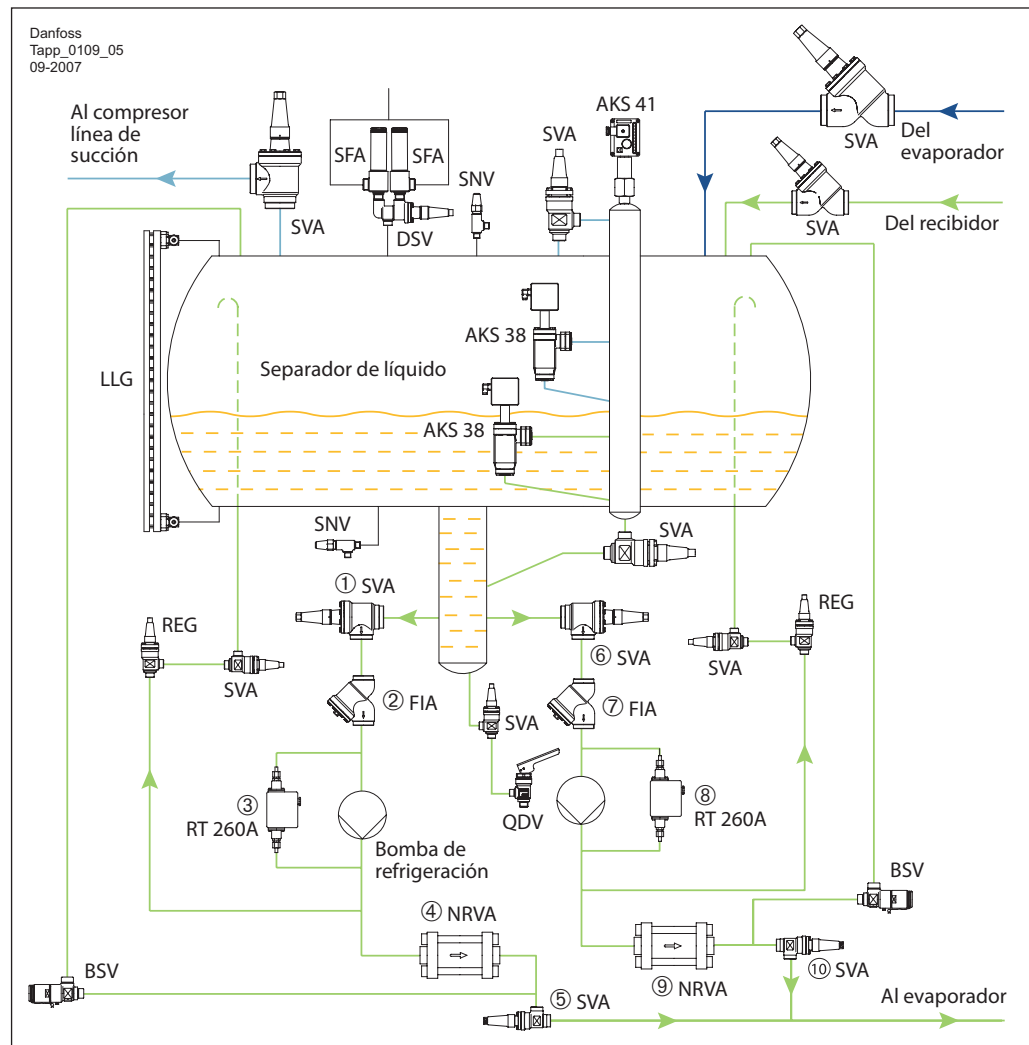 Danfoss
Tapp_0109_05
09-2007
Al compresor
línea de
succión
SVA
SFA
SFA
DSV
SNV
SVA
AKS 41
SVA
Del
evaporador
SVA
Del recibidor
LLG
Separador de líquido
AKS 38
AKS 38
SNV
SVA
① SVA
⑥ SVA
REG
SVA
② FIA
SVA
⑦ FIA
SVA
REG
③
RT 260A
QDV
⑧
RT 260A
Bomba de
refrigeración
④ NRVA
BSV
BSV
⑤ SVA
⑨ NRVA
⑩ SVA
Al evaporador